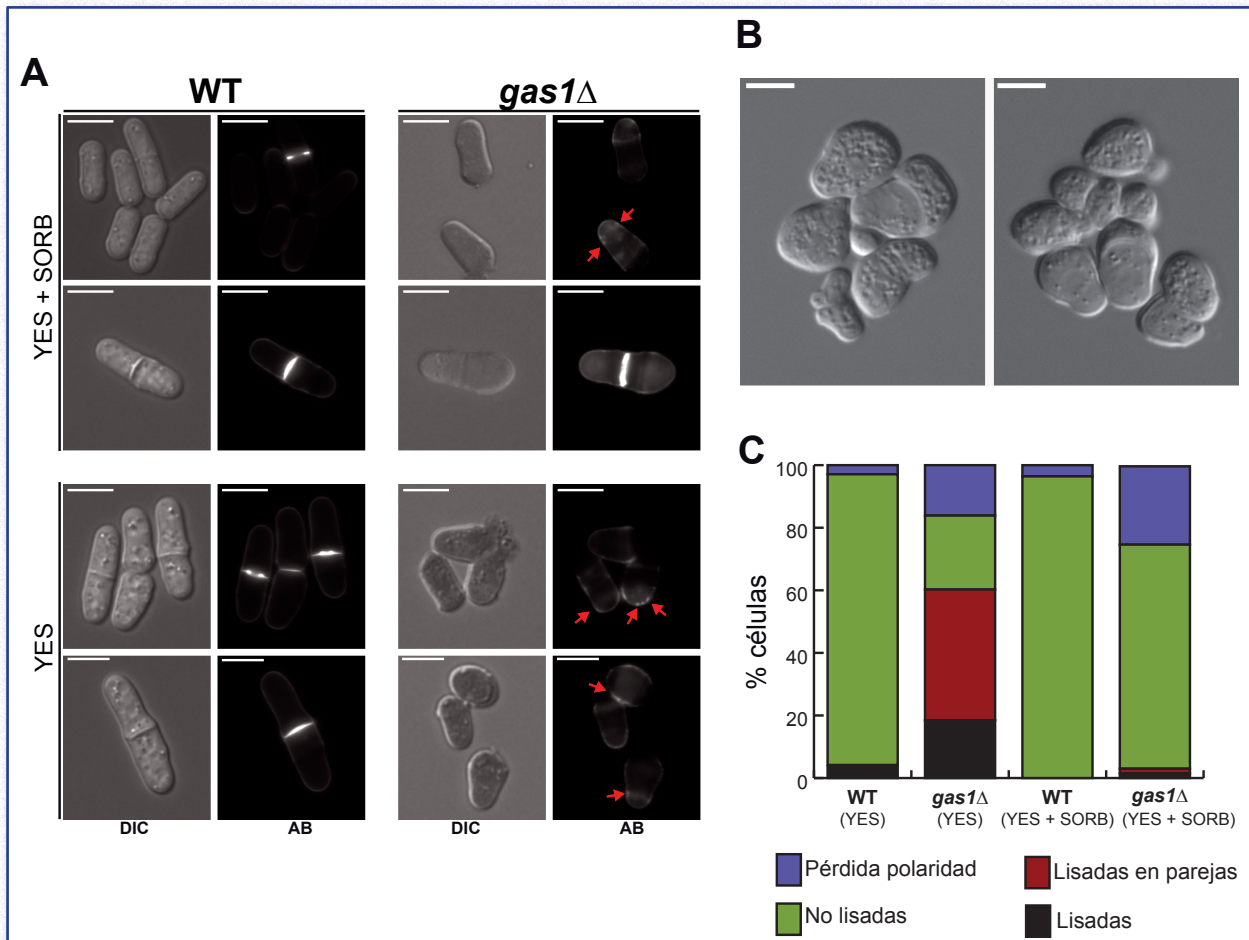 A
WT
gas1Δ
YES + SORB
YES
DIC
AB
DIC
AB
B
C
% células
100
80
60
40
20
0
WT
(YES)
gas1Δ
(YES)
WT
(YES + SORB)
gas1Δ
(YES + SORB)
Pérdida polaridad
No lisadas
Lisadas en parejas
Lisadas